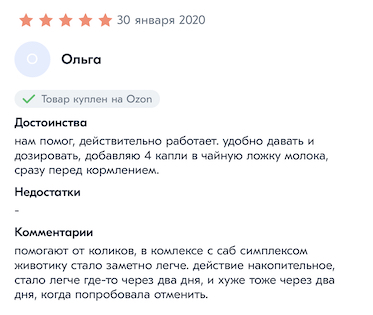 30 января 2020
О
Ольга
Товар куплен на Ozon
Достоинства
нам помог, действительно работает. удобно давать и
дозировать, добавляю 4 капли в чайную ложку молока,
сразу перед кормлением.
Недостатки
-
Комментарии
помогают от коликов, в комлексе с саб симплексом
животику стало заметно легче. действие накопительное,
стало легче где-то через два дня, и хуже тоже через два
дня, когда попробовала отменить.